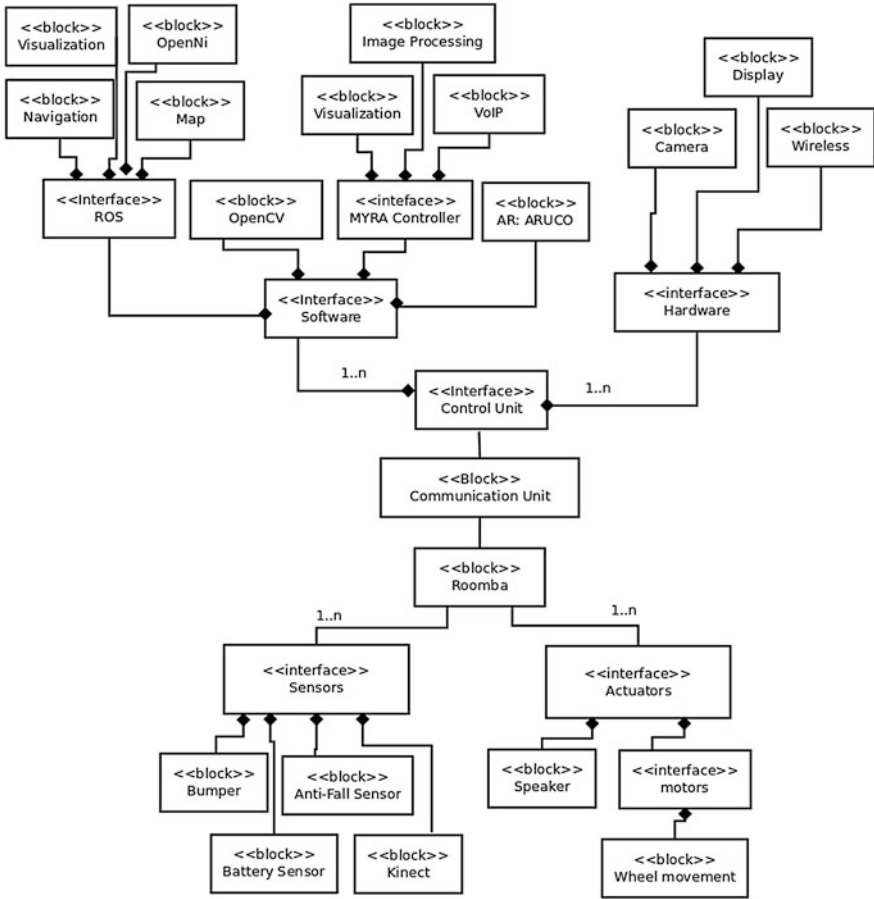 <<block>>
Visualization
<<block>>
OpenNi
<<block>>
Image Processing
<<block>>
Display
<<block>>
Navigation
<<block>>
Map
<<block>>
Visualization
<<block>>
VoIP
<<block>>
Camera
<<block>>
Wireless
<<Interface>>
ROS
<<block>>
OpenCV
<<inteface>>
MYRA Controller
<<block>>
AR: ARUCO
<<Interface>>
Software
<<interface>>
Hardware
1..n
<<Interface>>
Control Unit
1..n
<<Block>>
Communication Unit
<<block>>
Roomba
1..n
1..n
<<interface>>
Sensors
<<interface>>
Actuators
<<block>>
Bumper
<<block>>
Anti-Fall Sensor
<<block>>
Speaker
<<interface>>
motors
<<block>>
Battery Sensor
<<block>>
Kinect
<<block>>
Wheel movement